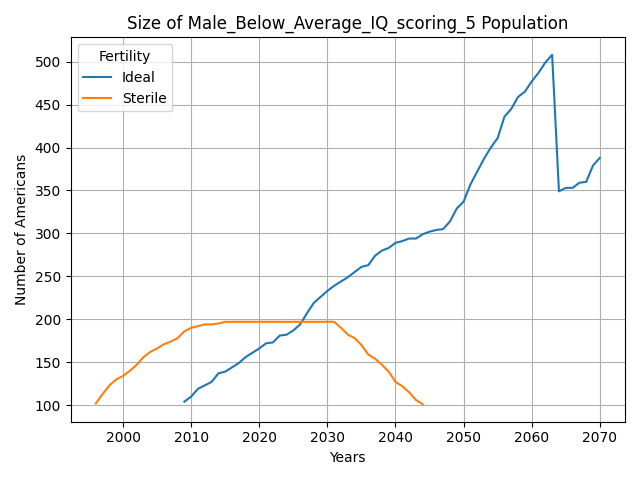 Size of Male_Below_Average_IQ_scoring_5 Population
Fertility
Ideal
Sterile
Number of Americans
500
450
400
350
300
250
200
150
100
2000 2010 2020 2030 2040 2050 2060 2070
Years